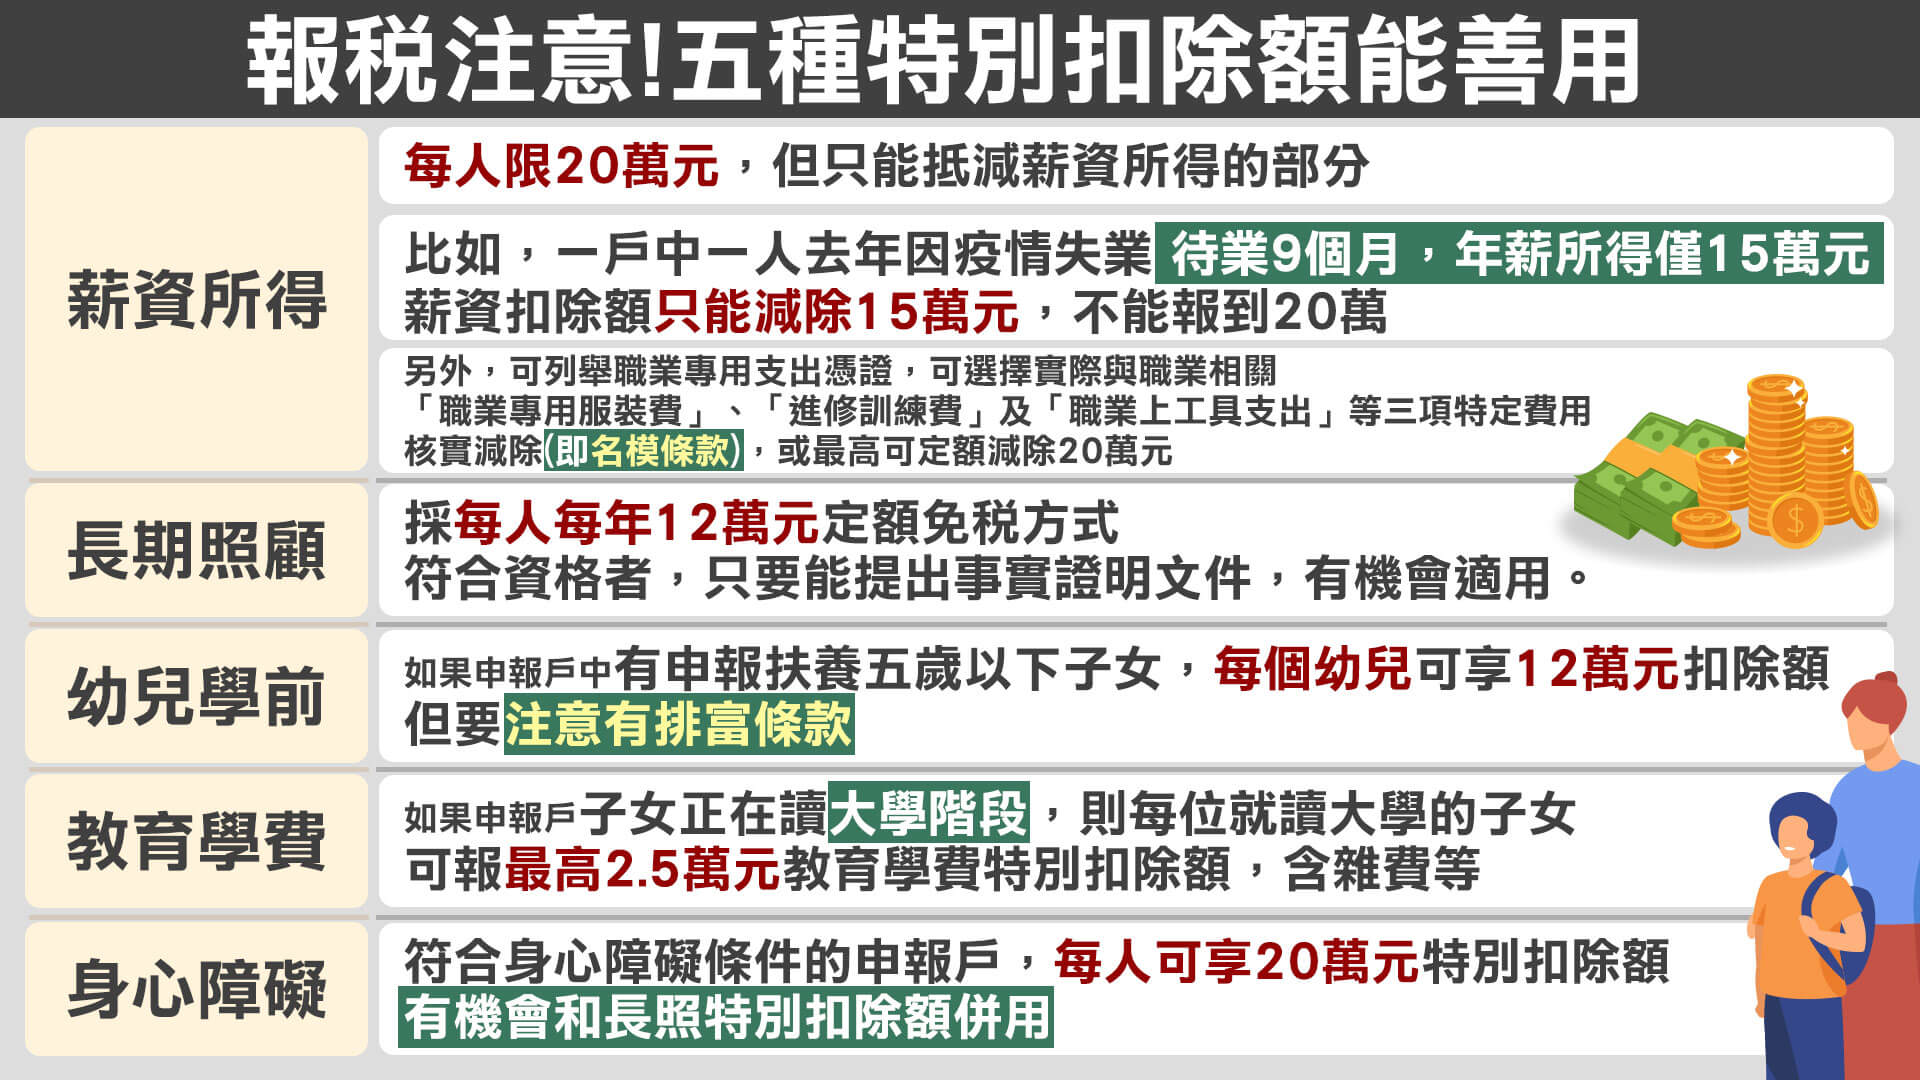 報税注意!五種特別扣除額能善用
薪資所得
每人限20萬元，但只能抵減薪資所得的部分
比如，一戶中一人去年因疫情失業 待業9個月，年薪所得僅15萬元
薪資扣除額只能減除15萬元，不能報到20萬
另外，可列舉職業專用支出憑證，可選擇實際與職業相關
「職業專用服裝費」、「進修訓練費」及「職業上工具支出」等三項特定費用
核實減除(即名模條款)，或最高可定額減除20萬元
長期照顧
採每人每年12萬元定額免税方式
符合資格者，只要能提出事實證明文件，有機會適用。
幼兒學前
如果申報戶中有申報扶養五歲以下子女，每個幼兒可享12萬元扣除額
但要注意有排富條款
教育學費
如果申報戶子女正在讀大學階段，則每位就讀大學的子女
可報最高2.5萬元教育學費特別扣除額，含雜費等
身心障礙
符合身心障礙條件的申報戶，每人可享20萬元特別扣除額
有機會和長照特別扣除額併用